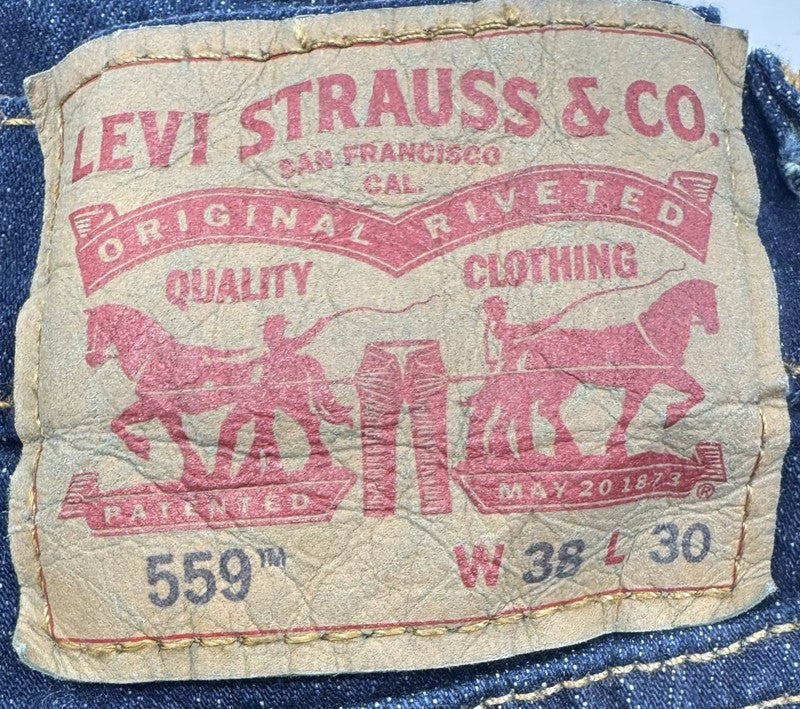 LEVI STRAUSS & CO.
SAN FRANCISCO
CAL.
ORIGINAL RIVETED
QUALITY CLOTHING
PATENTED MAY 20 1873 ®
559™ W 38 L 30